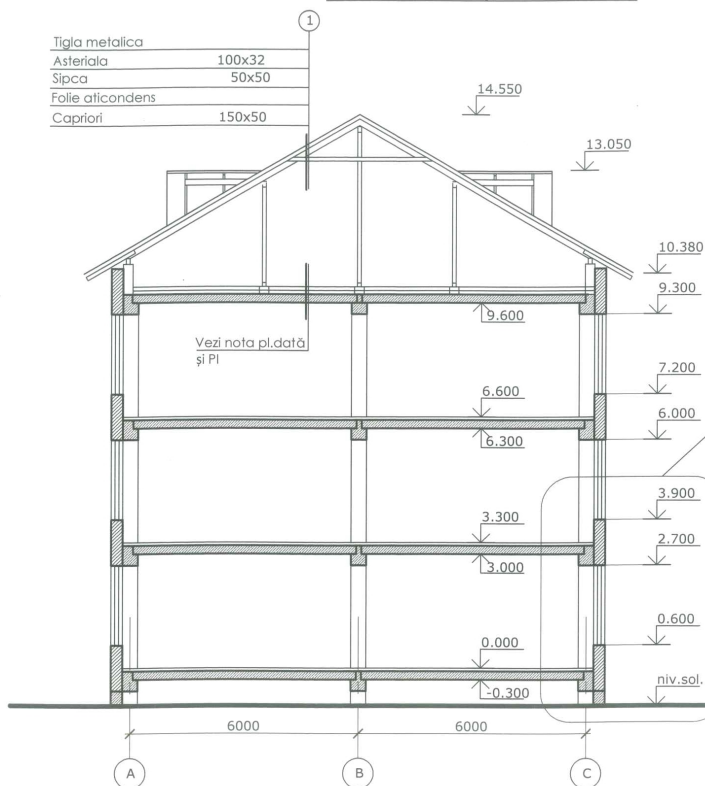 1
Tigla metalica
Asteriala 100x32
Sipca 50x50
Folie aticondens
Capriori 150x50
14.550
13.050
10.380
9.300
9.600
Vezi nota pl.dată
și PI
7.200
6.600
6.000
6.300
3.900
3.300
2.700
3.000
0.600
0.000
niv.sol.
-0.300
6000 6000
A B C